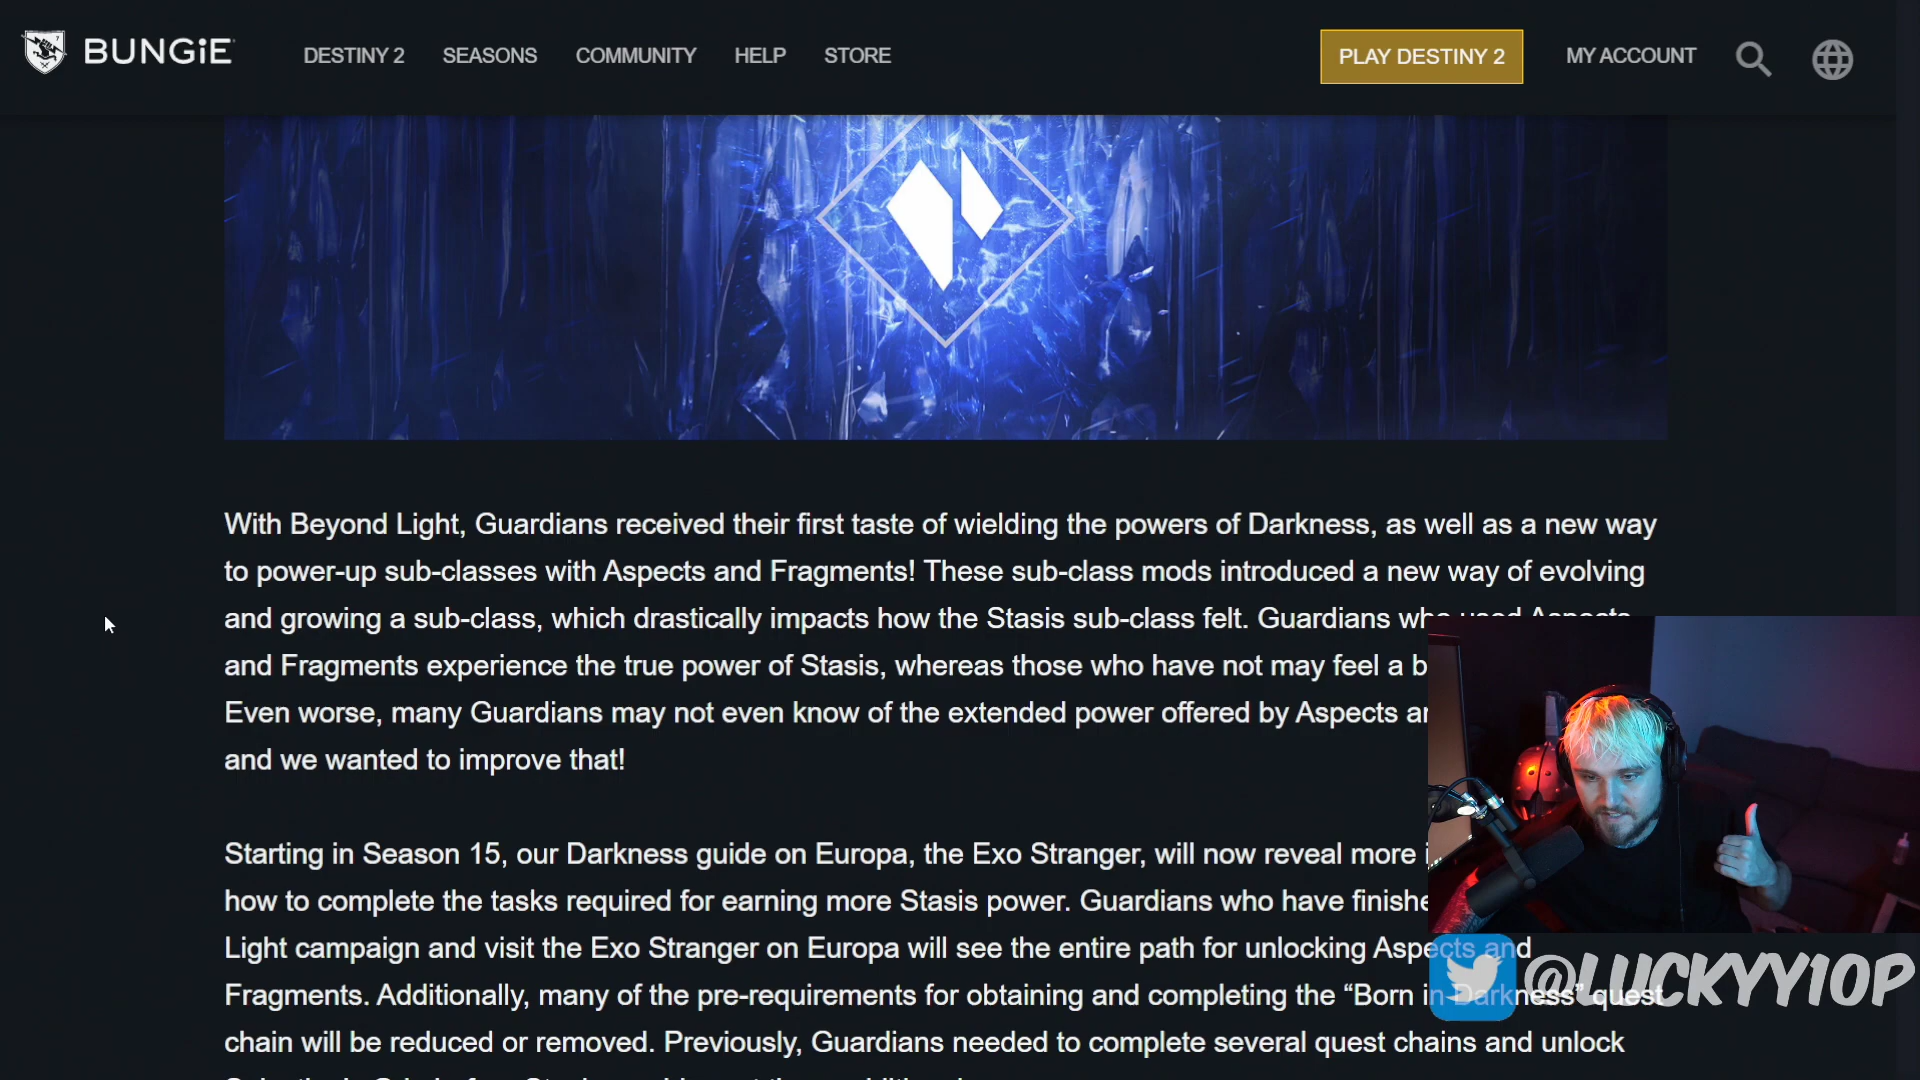 BUNGiE
DESTINY 2 SEASONS COMMUNITY HELP STORE PLAY DESTINY 2 MY ACCOUNT
With Beyond Light, Guardians received their first taste of wielding the powers of Darkness, as well as a new way
to power-up sub-classes with Aspects and Fragments! These sub-class mods introduced a new way of evolving
and growing a sub-class, which drastically impacts how the Stasis sub-class felt. Guardians who used Aspects
and Fragments experience the true power of Stasis, whereas those who have not may feel a
Even worse, many Guardians may not even know of the extended power offered by Aspects
and we wanted to improve that!
Starting in Season 15, our Darkness guide on Europa, the Exo Stranger, will now reveal more
how to complete the tasks required for earning more Stasis power. Guardians who have
Light campaign and visit the Exo Stranger on Europa will see the entire path for unlocking Aspects and
Fragments. Additionally, many of the pre-requirements for obtaining and completing the “Born in Darkness” quest
chain will be reduced or removed. Previously, Guardians needed to complete several quest chains and unlock
@LUCKYY10P